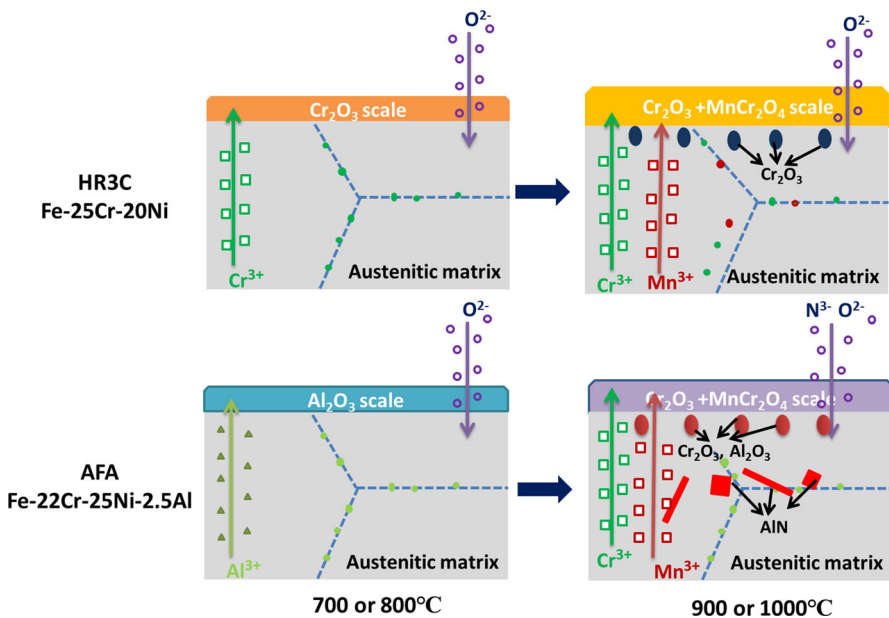 HR3C
Fe-25Cr-20Ni
O²⁻
Cr₂O₃ scale
Cr³⁺
Austenitic matrix
O²⁻
Cr₂O₃ +MnCr₂O₄ scale
Cr₂O₃
Cr³⁺
Mn³⁺
Austenitic matrix
AFA
Fe-22Cr-25Ni-2.5Al
O²⁻
Al₂O₃ scale
Al³⁺
Austenitic matrix
N³⁻ O²⁻
Cr₂O₃ +MnCr₂O₄ scale
Cr₂O₃, Al₂O₃
AlN
Cr³⁺
Mn³⁺
Austenitic matrix
700 or 800℃
900 or 1000℃